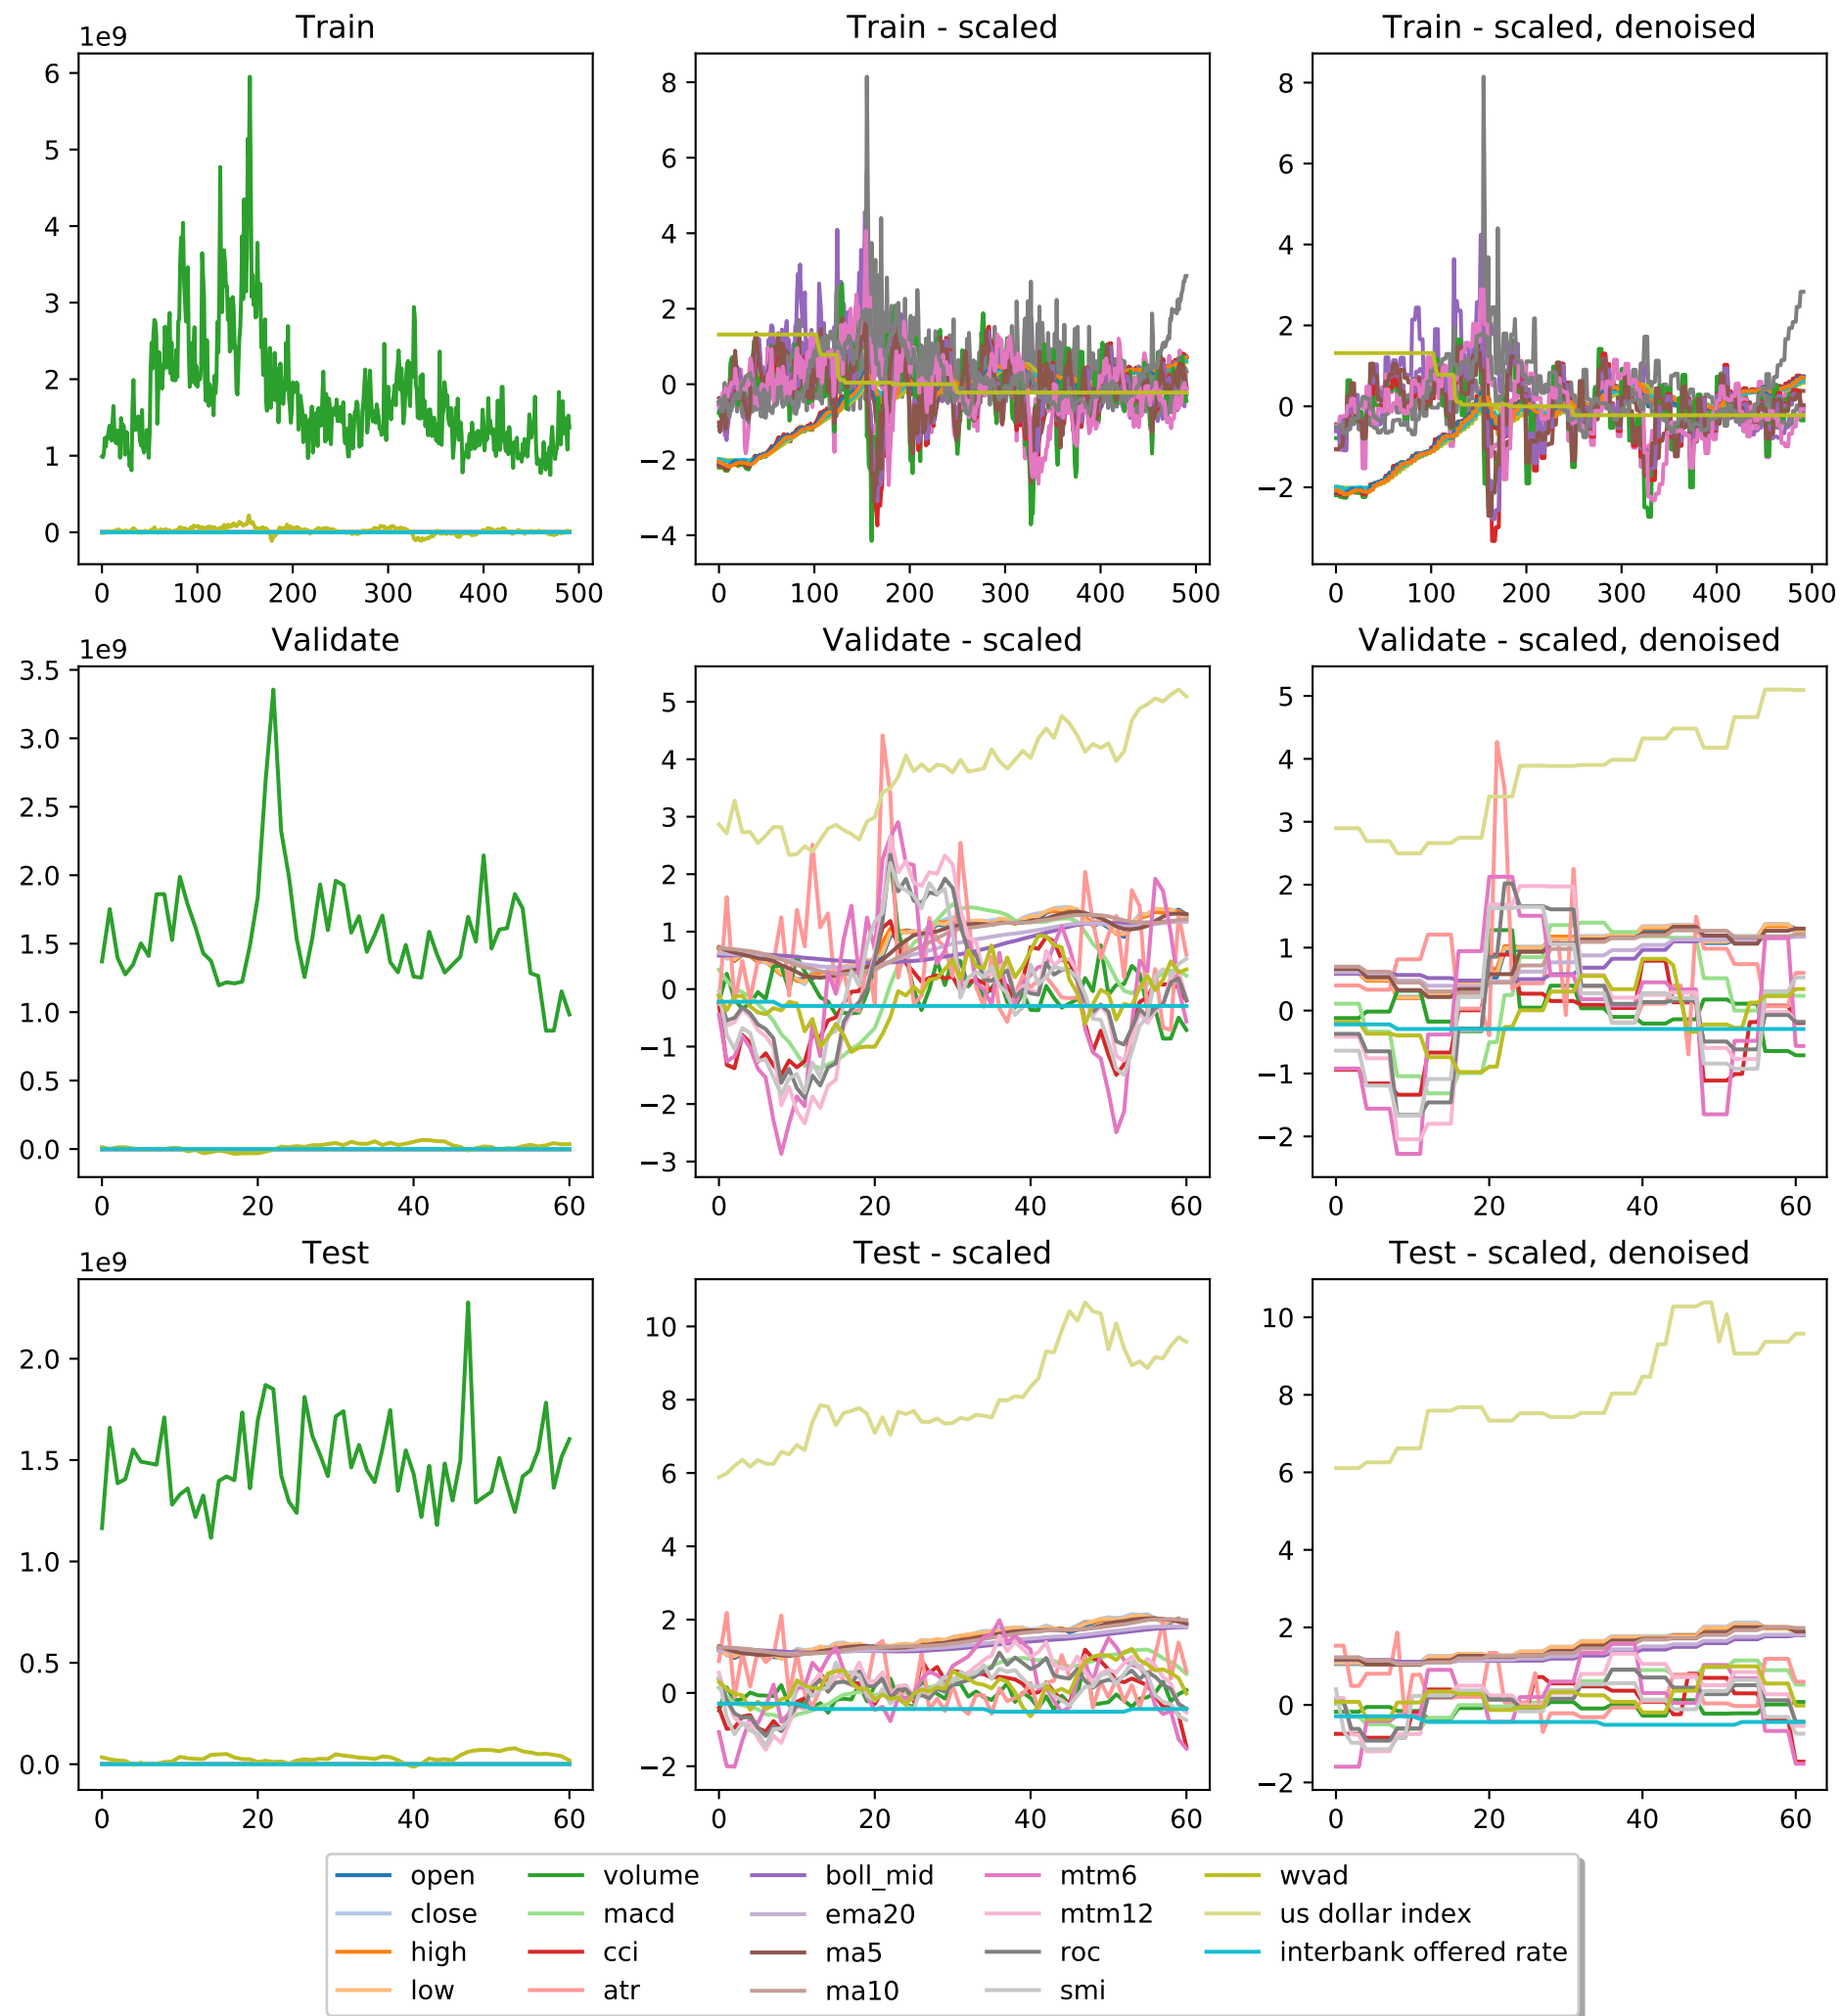 Train
Train - scaled
Train - scaled, denoised
1e9
6
5
4
3
2
1
0
0 100 200 300 400 500
8
6
4
2
0
−2
−4
0 100 200 300 400 500
8
6
4
2
0
−2
0 100 200 300 400 500
Validate
Validate - scaled
Validate - scaled, denoised
1e9
3.5
3.0
2.5
2.0
1.5
1.0
0.5
0.0
0 20 40 60
5
4
3
2
1
0
−1
−2
−3
0 20 40 60
5
4
3
2
1
0
−1
−2
0 20 40 60
Test
Test - scaled
Test - scaled, denoised
1e9
2.0
1.5
1.0
0.5
0.0
0 20 40 60
10
8
6
4
2
0
−2
0 20 40 60
10
8
6
4
2
0
−2
0 20 40 60
open
close
high
low
volume
macd
cci
atr
boll_mid
ema20
ma5
ma10
mtm6
mtm12
roc
smi
wvad
us dollar index
interbank offered rate